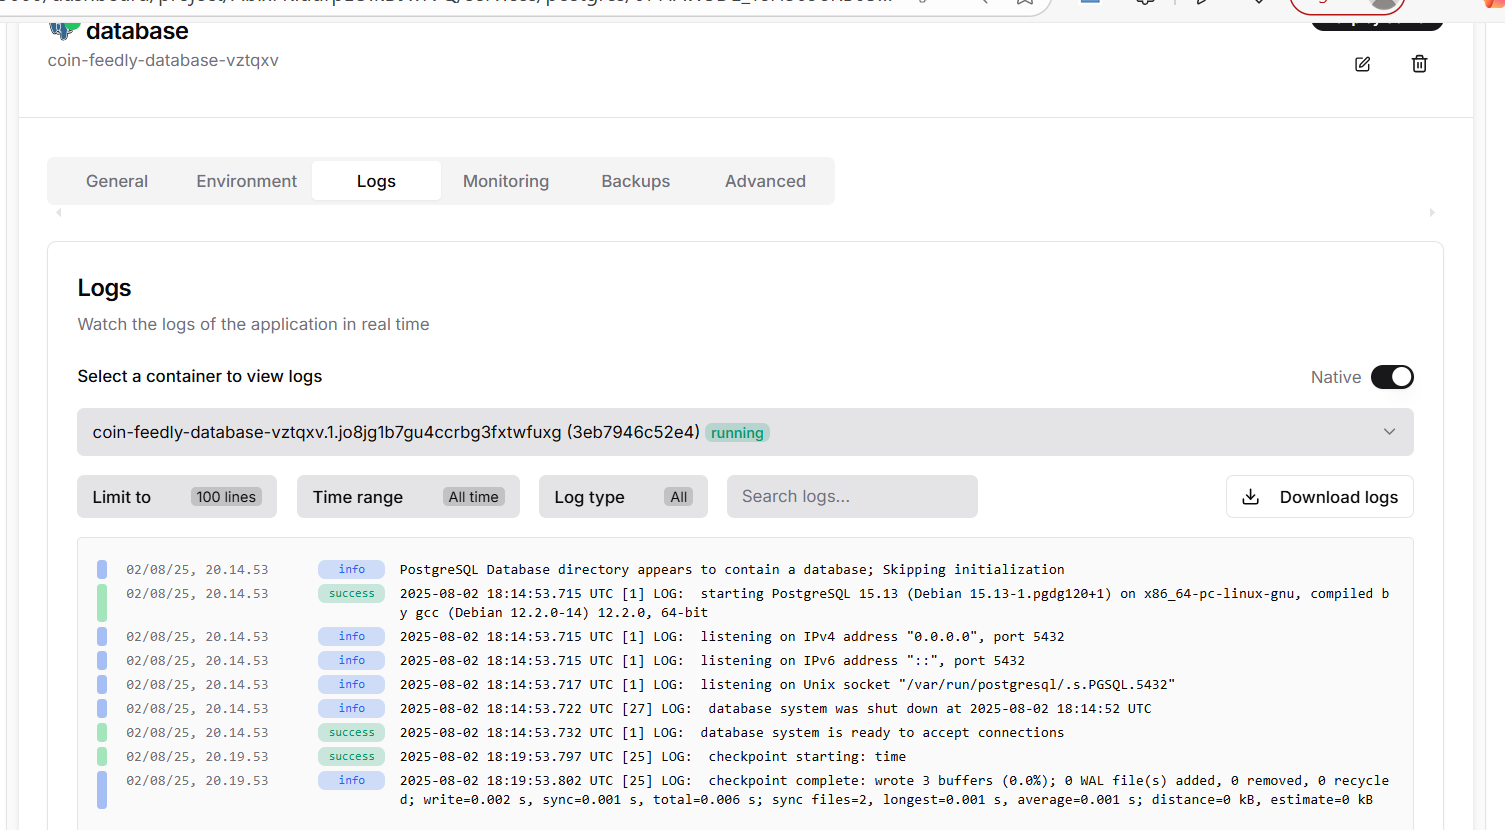 database
coin-feedly-database-vztqxv
General Environment Logs Monitoring Backups Advanced
Logs
Watch the logs of the application in real time
Select a container to view logs
Native
coin-feedly-database-vztqxv.1.jo8jg1b7gu4ccrbg3fxtwfuxg (3eb7946c52e4) running
Limit to 100 lines Time range All time Log type All Search logs... Download logs
02/08/25, 20.14.53 info PostgreSQL Database directory appears to contain a database; Skipping initialization
02/08/25, 20.14.53 success 2025-08-02 18:14:53.715 UTC [1] LOG:  starting PostgreSQL 15.13 (Debian 15.13-1.pgdg120+1) on x86_64-pc-linux-gnu, compiled b
y gcc (Debian 12.2.0-14) 12.2.0, 64-bit
02/08/25, 20.14.53 info 2025-08-02 18:14:53.715 UTC [1] LOG:  listening on IPv4 address "0.0.0.0", port 5432
02/08/25, 20.14.53 info 2025-08-02 18:14:53.715 UTC [1] LOG:  listening on IPv6 address "::", port 5432
02/08/25, 20.14.53 info 2025-08-02 18:14:53.717 UTC [1] LOG:  listening on Unix socket "/var/run/postgresql/.s.PGSQL.5432"
02/08/25, 20.14.53 info 2025-08-02 18:14:53.722 UTC [27] LOG:  database system was shut down at 2025-08-02 18:14:52 UTC
02/08/25, 20.14.53 success 2025-08-02 18:14:53.732 UTC [1] LOG:  database system is ready to accept connections
02/08/25, 20.19.53 success 2025-08-02 18:19:53.797 UTC [25] LOG:  checkpoint starting: time
02/08/25, 20.19.53 info 2025-08-02 18:19:53.802 UTC [25] LOG:  checkpoint complete: wrote 3 buffers (0.0%); 0 WAL file(s) added, 0 removed, 0 recycle
d; write=0.002 s, sync=0.001 s, total=0.006 s; sync files=2, longest=0.001 s, average=0.001 s; distance=0 kB, estimate=0 kB